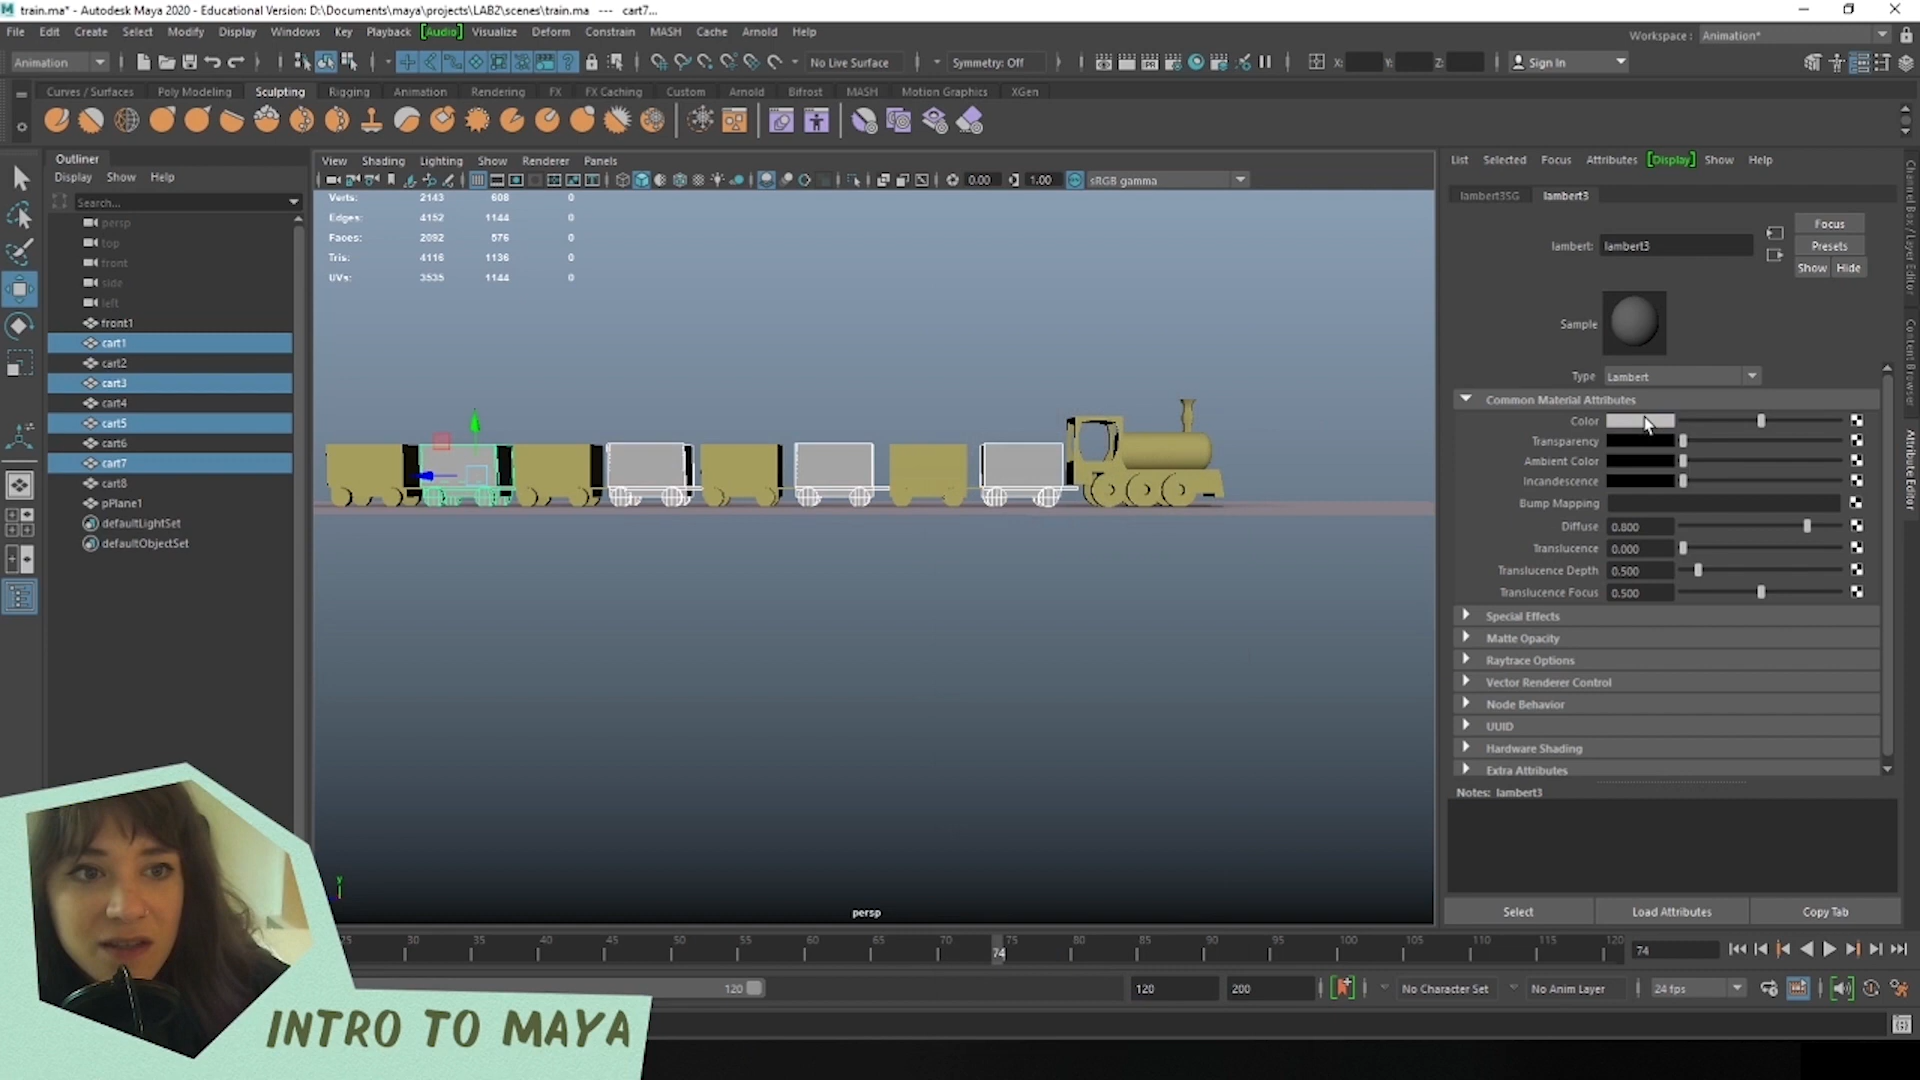 train.ma* - Autodesk Maya 2020 - Educational Version: D:\Documents\maya\projects\LAB2\scenes\train.ma --- cart7...
File Edit Create Select Modify Display Windows Key Playback [Audio] Visualize Deform Constrain MASH Cache Arnold Help
Workspace : Animation*
Animation
No Live Surface
Symmetry: Off
X: Y: Z:
Sign In
Curves / Surfaces Poly Modeling Sculpting Rigging Animation Rendering FX FX Caching Custom Arnold Bifrost MASH Motion Graphics XGen
Outliner
Display Show Help
Search...
persp
top
front
side
left
front1
cart1
cart2
cart3
cart4
cart5
cart6
cart7
cart8
pPlane1
defaultLightSet
defaultObjectSet
View Shading Lighting Show Renderer Panels
0.00 1.00 sRGB gamma
Verts: 2143 608 0
Edges: 4152 1144 0
Faces: 2092 576 0
Tris: 4116 1136 0
UVs: 3535 1144 0
y
persp
List Selected Focus Attributes [Display] Show Help
lambert3SG lambert3
Focus
lambert: lambert3
Presets
Show Hide
Sample
Type Lambert
Common Material Attributes
Color
Transparency
Ambient Color
Incandescence
Bump Mapping
Diffuse 0.800
Translucence 0.000
Translucence Depth 0.500
Translucence Focus 0.500
Special Effects
Matte Opacity
Raytrace Options
Vector Renderer Control
Node Behavior
UUID
Hardware Shading
Extra Attributes
Notes: lambert3
Select Load Attributes Copy Tab
Channel Box / Layer Editor
Content Browser
Attribute Editor
25 30 35 40 45 50 55 60 65 70 75 80 85 90 95 100 105 110 115 120
74
74
120
120
200
No Character Set
No Anim Layer
24 fps
INTRO TO MAYA